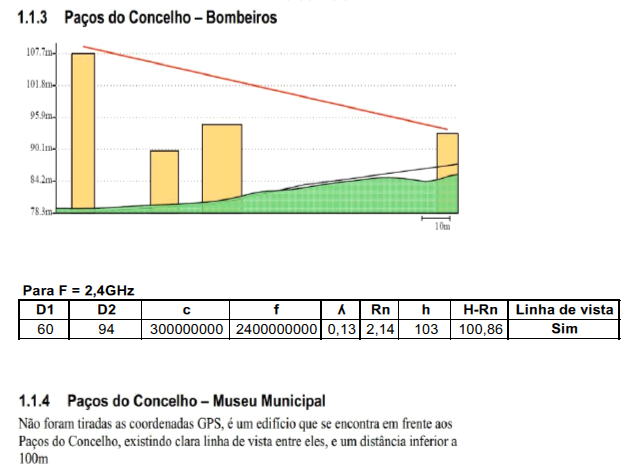 1.1.3 Paços do Concelho – Bombeiros
107.7m
101.8m
95.9m
90.1m
84.2m
78.3m
10m
Para F = 2,4GHz
D1 D2 c f ʎ Rn h H-Rn Linha de vista
60 94 300000000 2400000000 0,13 2,14 103 100,86 Sim
1.1.4 Paços do Concelho – Museu Municipal
Não foram tiradas as coordenadas GPS, é um edifício que se encontra em frente aos
Paços do Concelho, existindo clara linha de vista entre eles, e um distância inferior a
100m